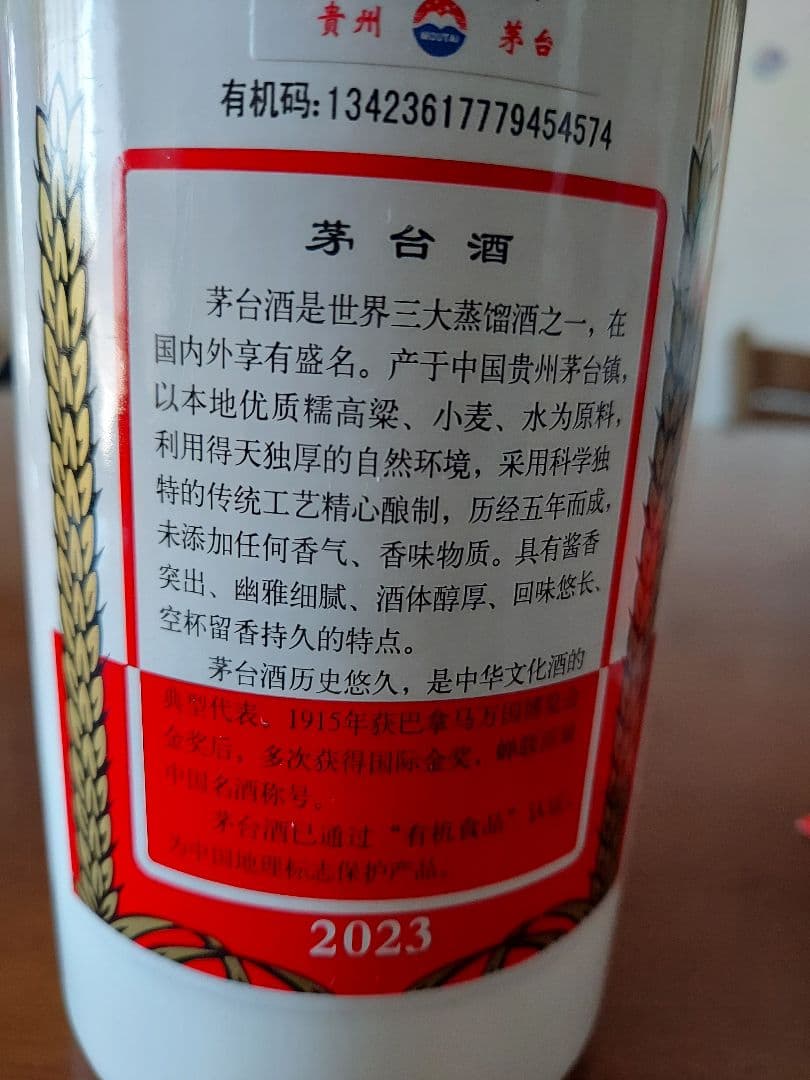 貴州 MOUTAI 茅台
有机码:13423617779454574
茅台酒
茅台酒是世界三大蒸馏酒之一，在
国内外享有盛名。产于中国贵州茅台镇，
以本地优质糯高粱、小麦、水为原料，
利用得天独厚的自然环境，采用科学独
特的传统工艺精心酿制，历经五年而成，
未添加任何香气、香味物质。具有酱香
突出、幽雅细腻、酒体醇厚、回味悠长、
空杯留香持久的特点。
茅台酒历史悠久，是中华文化酒的
典型代表。1915年获巴拿马万国博览会
金奖后，多次获得国际金奖，蝉联历届
中国名酒称号。
茅台酒已通过“有机食品”认证，
为中国地理标志保护产品。
2023